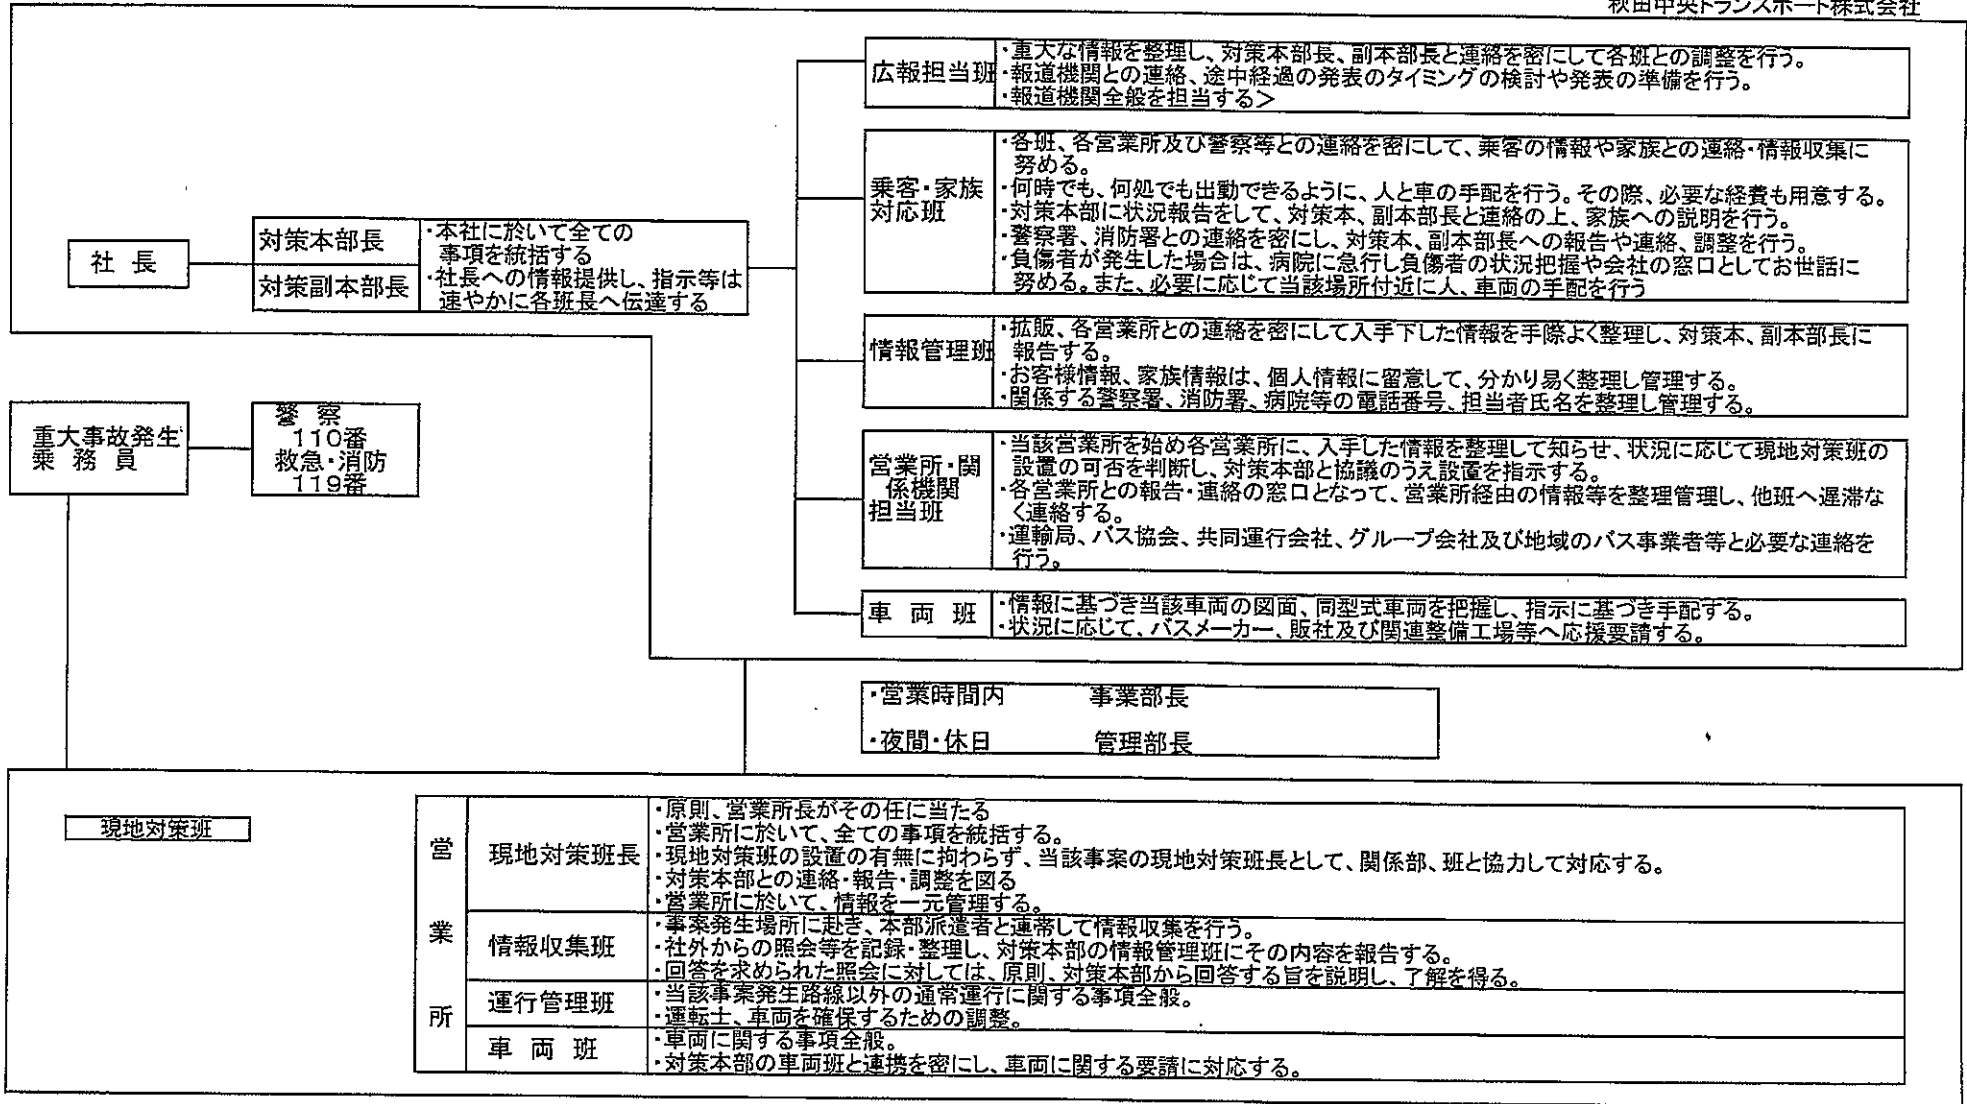 秋田中央トランスポート株式会社
広報担当班
・重大な情報を整理し、対策本部長、副本部長と連絡を密にして各班との調整を行う。
・報道機関との連絡、途中経過の発表のタイミングの検討や発表の準備を行う。
・報道機関全般を担当する＞
乗客・家族
対応班
・各班、各営業所及び警察等との連絡を密にして、乗客の情報や家族との連絡・情報収集に
努める。
・何時でも、何処でも出動できるように、人と車の手配を行う。その際、必要な経費も用意する。
・対策本部に状況報告をして、対策本、副本部長と連絡の上、家族への説明を行う。
・警察署、消防署との連絡を密にし、対策本、副本部長への報告や連絡、調整を行う。
・負傷者が発生した場合は、病院に急行し負傷者の状況把握や会社の窓口としてお世話に
努める。また、必要に応じて当該場所付近に人、車両の手配を行う
社 長
対策本部長
対策副本部長
・本社に於いて全ての
事項を統括する
・社長への情報提供し、指示等は
速やかに各班長へ伝達する
情報管理班
・拡販、各営業所との連絡を密にして入手下した情報を手際よく整理し、対策本、副本部長に
報告する。
・お客様情報、家族情報は、個人情報に留意して、分かり易く整理し管理する。
・関係する警察署、消防署、病院等の電話番号、担当者氏名を整理し管理する。
重大事故発生
乗 務 員
警 察
110番
救急・消防
119番
営業所・関
係機関
担当班
・当該営業所を始め各営業所に、入手した情報を整理して知らせ、状況に応じて現地対策班の
設置の可否を判断し、対策本部と協議のうえ設置を指示する。
・各営業所との報告・連絡の窓口となって、営業所経由の情報等を整理管理し、他班へ遅滞な
く連絡する。
・運輸局、バス協会、共同運行会社、グループ会社及び地域のバス事業者等と必要な連絡を
行う。
車 両 班
・情報に基づき当該車両の図面、同型式車両を把握し、指示に基づき手配する。
・状況に応じて、バスメーカー、販社及び関連整備工場等へ応援要請する。
・営業時間内 事業部長
・夜間・休日 管理部長
現地対策班
営業所
現地対策班長
・原則、営業所長がその任に当たる
・営業所に於いて、全ての事項を統括する。
・現地対策班の設置の有無に拘わらず、当該事案の現地対策班長として、関係部、班と協力して対応する。
・対策本部との連絡・報告・調整を図る
・営業所に於いて、情報を一元管理する。
情報収集班
・事案発生場所に赴き、本部派遣者と連帯して情報収集を行う。
・社外からの照会等を記録・整理し、対策本部の情報管理班にその内容を報告する。
・回答を求められた照会に対しては、原則、対策本部から回答する旨を説明し、了解を得る。
運行管理班
・当該事案発生路線以外の通常運行に関する事項全般。
・運転士、車両を確保するための調整。
車 両 班
・車両に関する事項全般。
・対策本部の車両班と連携を密にし、車両に関する要請に対応する。